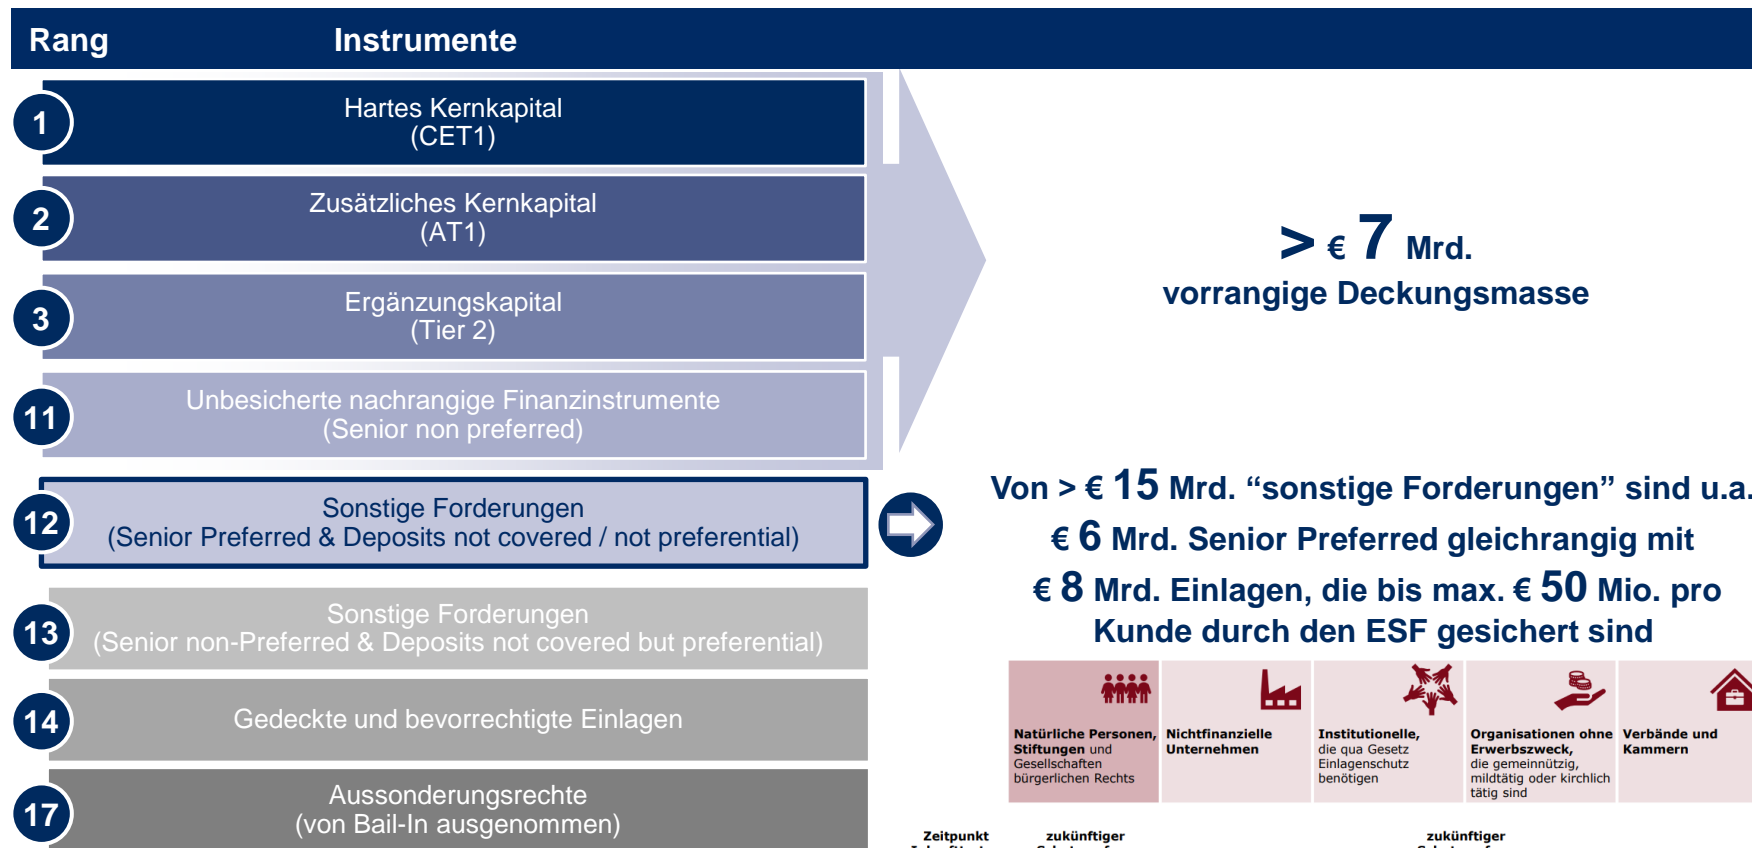 Rang Instrumente
1
Hartes Kernkapital
(CET1)
2
Zusätzliches Kernkapital
(AT1)
3
Ergänzungskapital
(Tier 2)
11
Unbesicherte nachrangige Finanzinstrumente
(Senior non preferred)
12
Sonstige Forderungen
(Senior Preferred & Deposits not covered / not preferential)
13
Sonstige Forderungen
(Senior non-Preferred & Deposits not covered but preferential)
14
Gedeckte und bevorrechtigte Einlagen
17
Aussonderungsrechte
(von Bail-In ausgenommen)
> € 7 Mrd.
vorrangige Deckungsmasse
Von > € 15 Mrd. “sonstige Forderungen” sind u.a.
€ 6 Mrd. Senior Preferred gleichrangig mit
€ 8 Mrd. Einlagen, die bis max. € 50 Mio. pro
Kunde durch den ESF gesichert sind
Natürliche Personen,
Stiftungen und
Gesellschaften
bürgerlichen Rechts
Nichtfinanzielle
Unternehmen
Institutionelle,
die qua Gesetz
Einlagenschutz
benötigen
Organisationen ohne
Erwerbszweck,
die gemeinnützig,
mildtätig oder kirchlich
tätig sind
Verbände und
Kammern
Zeitpunkt zukünftiger zukünftiger